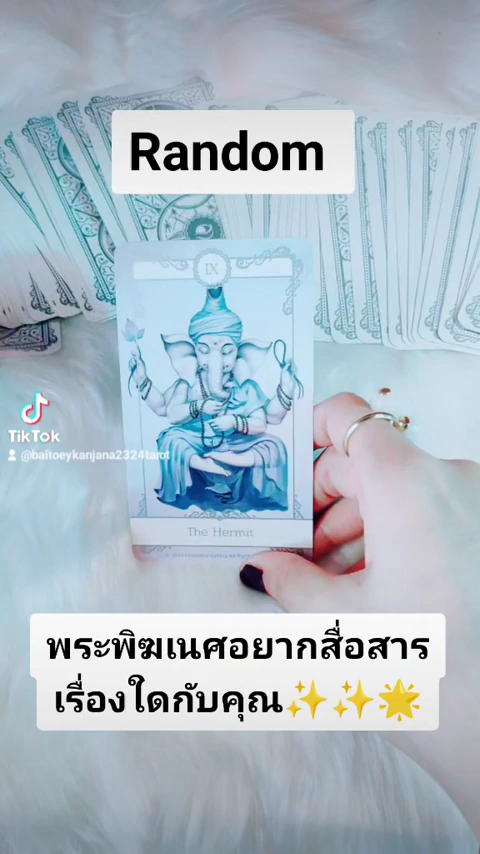 Random
IX
TikTok
@baitoeykanjana2324tarot
The Hermit
พระพิฆเนศอยากสื่อสาร
เรื่องใดกับคุณ✨✨🌟